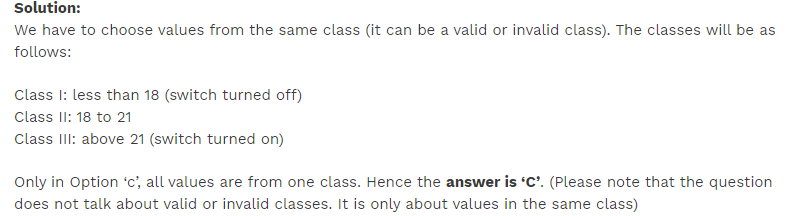 Solution:
We have to choose values from the same class (it can be a valid or invalid class). The classes will be as
follows:
Class I: less than 18 (switch turned off)
Class II: 18 to 21
Class III: above 21 (switch turned on)
Only in Option ‘c’, all values are from one class. Hence the answer is ‘C’. (Please note that the question
does not talk about valid or invalid classes. It is only about values in the same class)